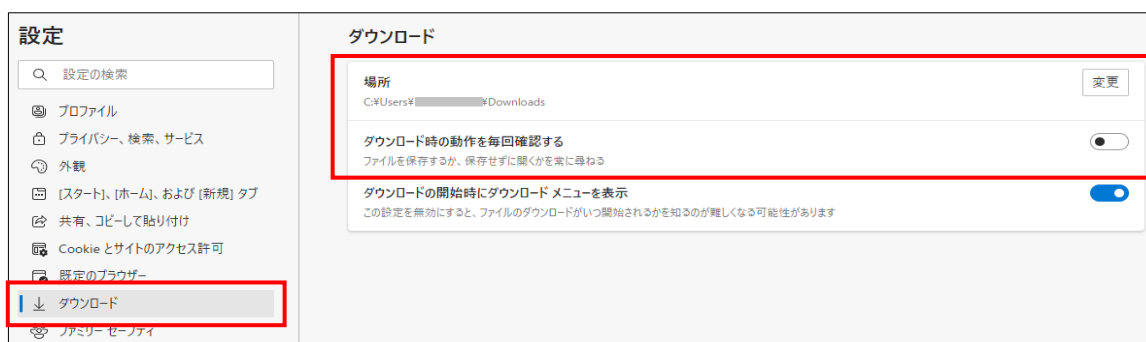 設定
設定の検索
プロファイル
プライバシー、検索、サービス
外観
[スタート]、[ホーム]、および [新規] タブ
共有、コピーして貼り付け
Cookie とサイトのアクセス許可
既定のブラウザー
ダウンロード
ファミリー セーフティ
ダウンロード
場所
変更
C:¥Users¥ ¥Downloads
ダウンロード時の動作を毎回確認する
ファイルを保存するか、保存せずに開くかを常に尋ねる
ダウンロードの開始時にダウンロード メニューを表示
この設定を無効にすると、ファイルのダウンロードがいつ開始されるかを知るのが難しくなる可能性があります